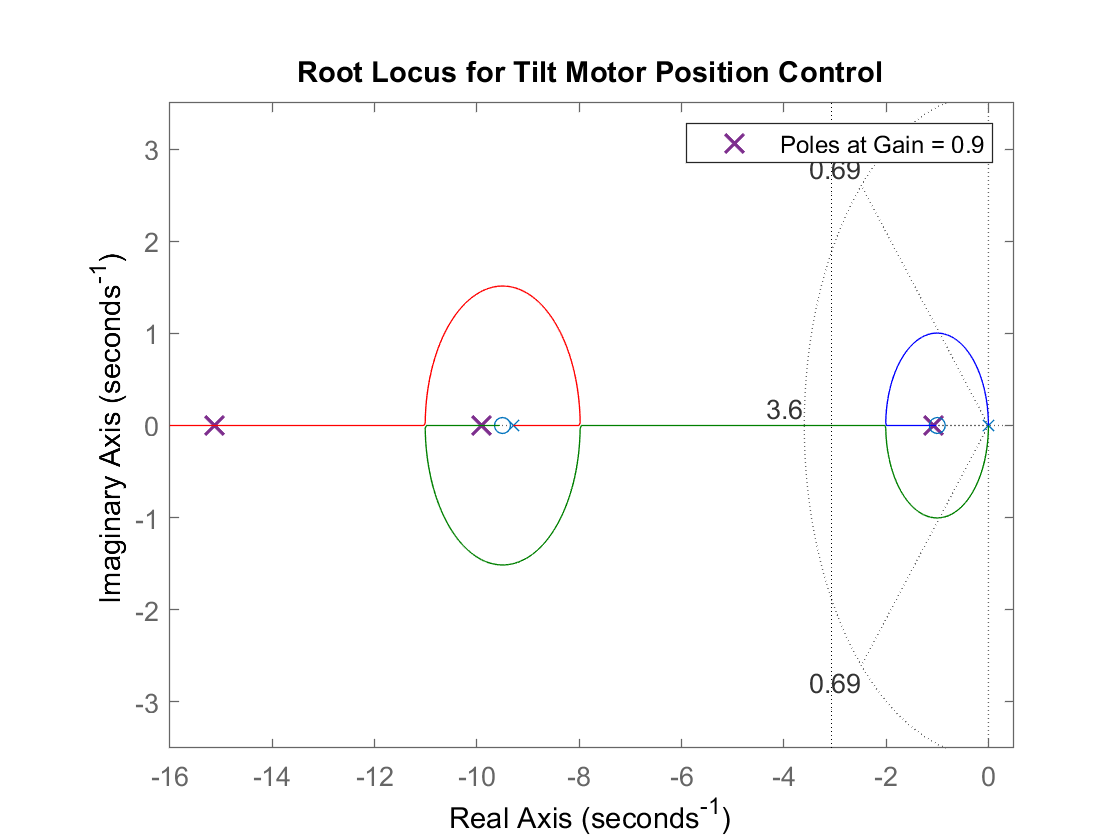 Root Locus for Tilt Motor Position Control
Poles at Gain = 0.9
0.69
3.6
0.69
3
2
1
0
-1
-2
-3
Imaginary Axis (seconds⁻¹)
-16 -14 -12 -10 -8 -6 -4 -2 0
Real Axis (seconds⁻¹)